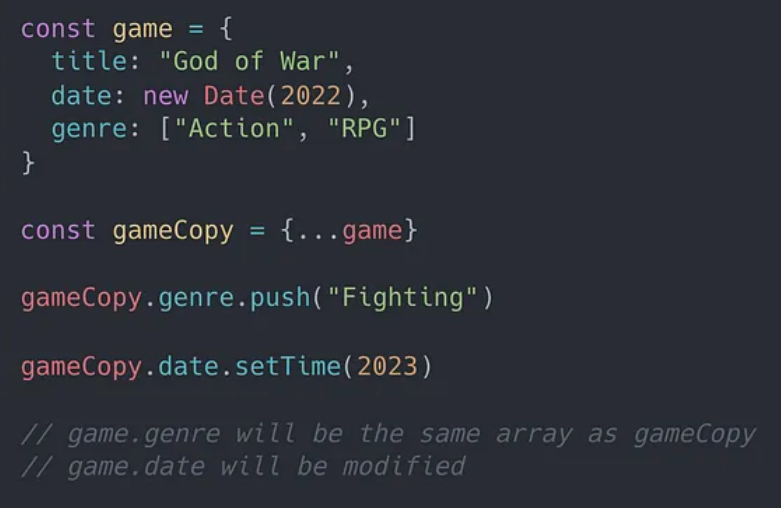 const game = {
  title: "God of War",
  date: new Date(2022),
  genre: ["Action", "RPG"]
}
const gameCopy = {...game}
gameCopy.genre.push("Fighting")
gameCopy.date.setTime(2023)
// game.genre will be the same array as gameCopy
// game.date will be modified